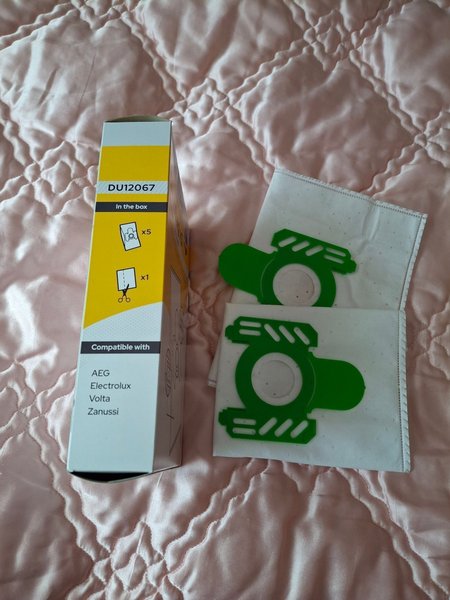 DU12067
In the box
x5
x1
Compatible with
AEG
Electrolux
Volta
Zanussi